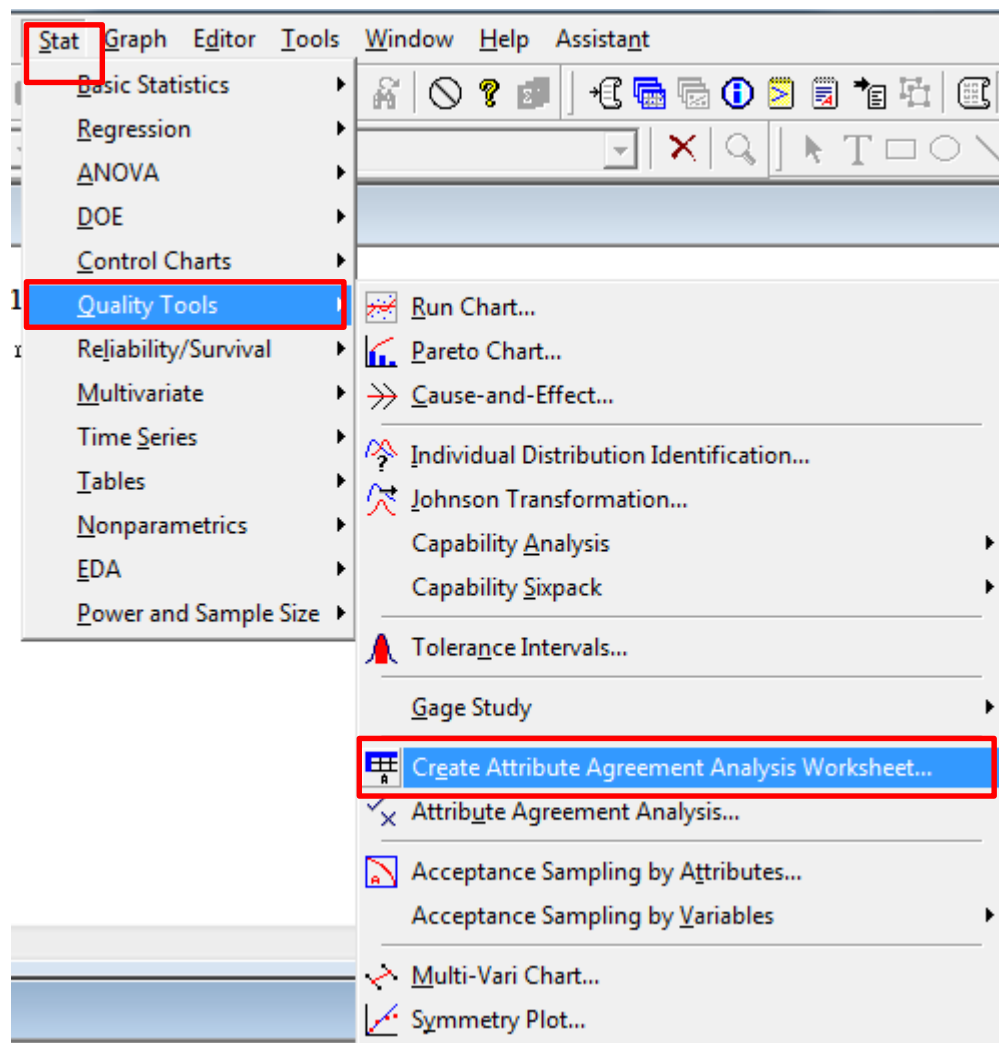 Stat Graph Editor Tools Window Help Assistant
Basic Statistics
Regression
ANOVA
DOE
Control Charts
Quality Tools
Reliability/Survival
Multivariate
Time Series
Tables
Nonparametrics
EDA
Power and Sample Size
Run Chart...
Pareto Chart...
Cause-and-Effect...
Individual Distribution Identification...
Johnson Transformation...
Capability Analysis
Capability Sixpack
Tolerance Intervals...
Gage Study
Create Attribute Agreement Analysis Worksheet...
Attribute Agreement Analysis...
Acceptance Sampling by Attributes...
Acceptance Sampling by Variables
Multi-Vari Chart...
Symmetry Plot...